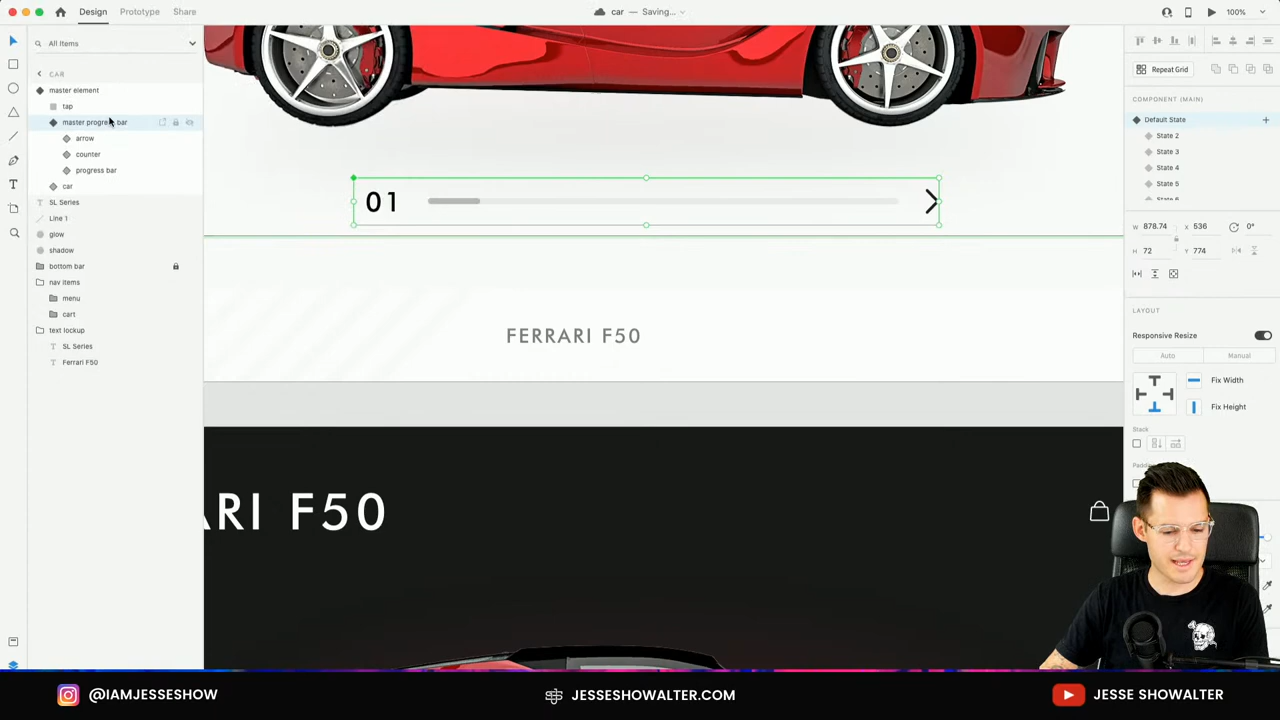 Design
Prototype
Share
car — Saving...
100%
All Items
CAR
master element
tap
master progress bar
arrow
counter
progress bar
car
SL Series
Line 1
glow
shadow
bottom bar
nav items
menu
cart
text lockup
SL Series
Ferrari F50
01
FERRARI F50
ARI F50
Repeat Grid
COMPONENT (MAIN)
Default State
State 2
State 3
State 4
State 5
W 878.74 X 536 0°
H 72 Y 774
LAYOUT
Responsive Resize
Auto
Manual
Fix Width
Fix Height
Stack
@IAMJESSESHOW
JESSESHOWALTER.COM
JESSE SHOWALTER